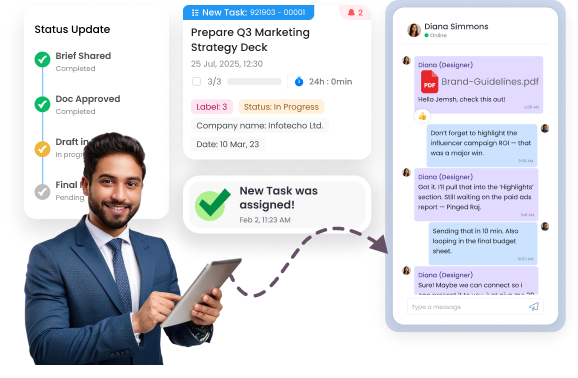 Status Update
Brief Shared
Completed
Doc Approved
Completed
Draft in
In progr
Final
Pending
New Task: 921903 - 00001
2
Prepare Q3 Marketing
Strategy Deck
25 Jul, 2025, 12:30
3/3
24h : 0min
Label: 3
Status: In Progress
Company name: Infotecho Ltd.
Date: 10 Mar, 23
New Task was
assigned!
Feb 2, 11:23 AM
Diana Simmons
Online
Diana (Designer)
PDF
Brand-Guidelines.pdf
Hello Jemsh, check this out!
Don't forget to highlight the
influencer campaign ROI — that
was a major win.
Diana (Designer)
Got it. I'll pull that into the 'Highlights'
section. Still waiting on the paid ads
report — Pinged Raj.
Sending that in 10 min. Also
looping in the final budget
sheet.
Diana (Designer)
Sure! Maybe we can connect so i
Type a message